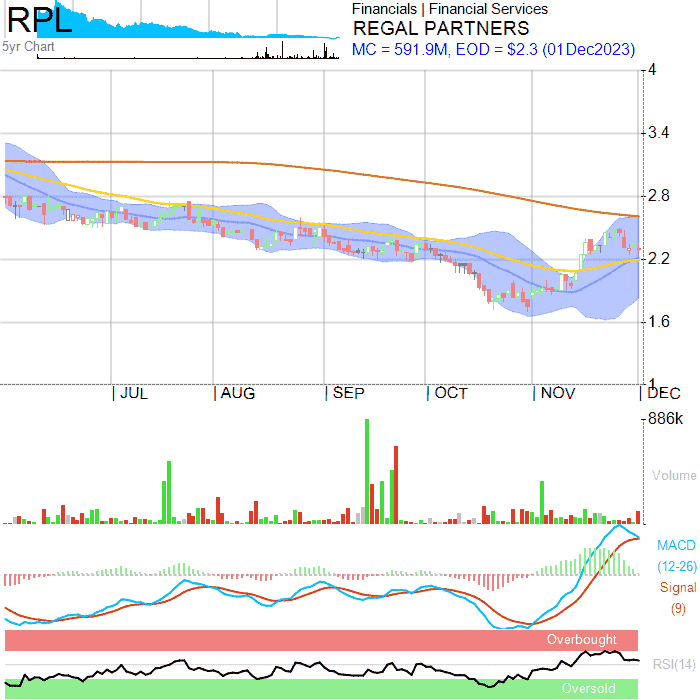 RPL
5yr Chart
Financials | Financial Services
REGAL PARTNERS
MC = 591.9M, EOD = $2.3 (01Dec2023)
4
3.4
2.8
2.2
1.6
1
JUL AUG SEP OCT NOV DEC
886k
Volume
MACD
(12-26)
Signal
(9)
Overbought
RSI(14)
Oversold